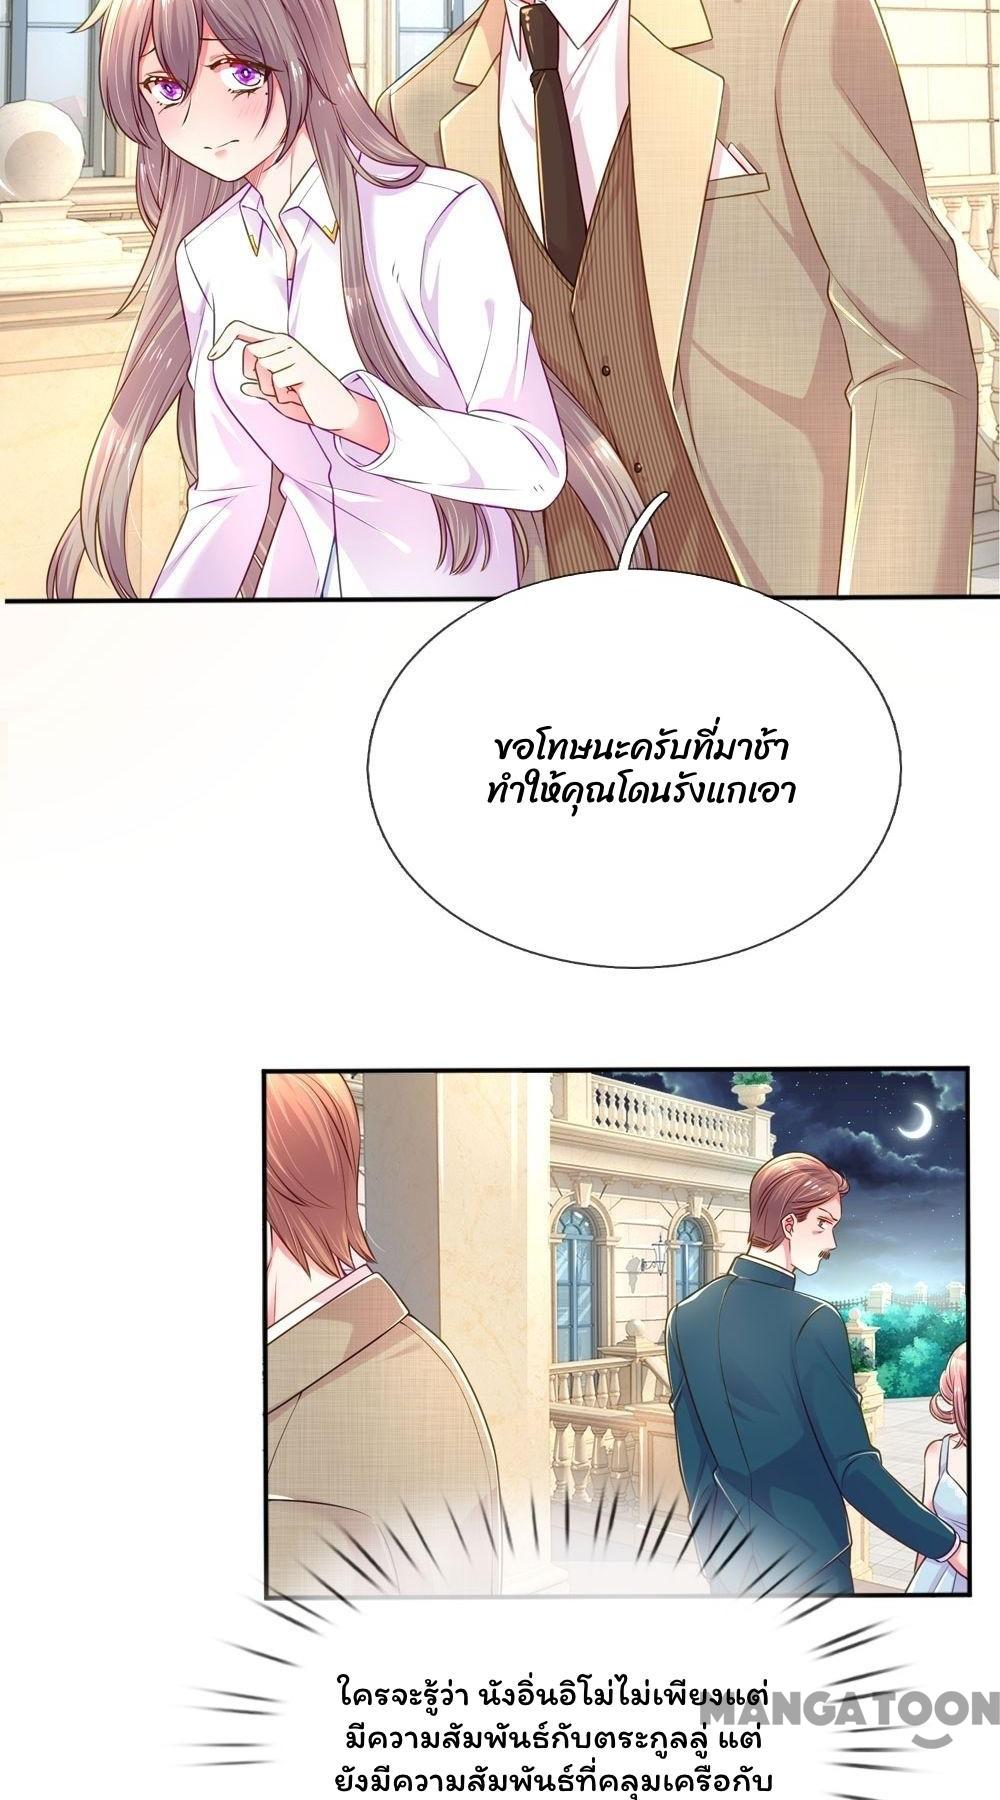 ขอโทษนะครับที่มาช้า
ทำให้คุณโดนรังแกเอา
ใครจะรู้ว่า นังอิ่นอิโม่ไม่เพียงแต่
มีความสัมพันธ์กับตระกูลลู่ แต่
ยังมีความสัมพันธ์ที่คลุมเครือกับ
MANGATOON